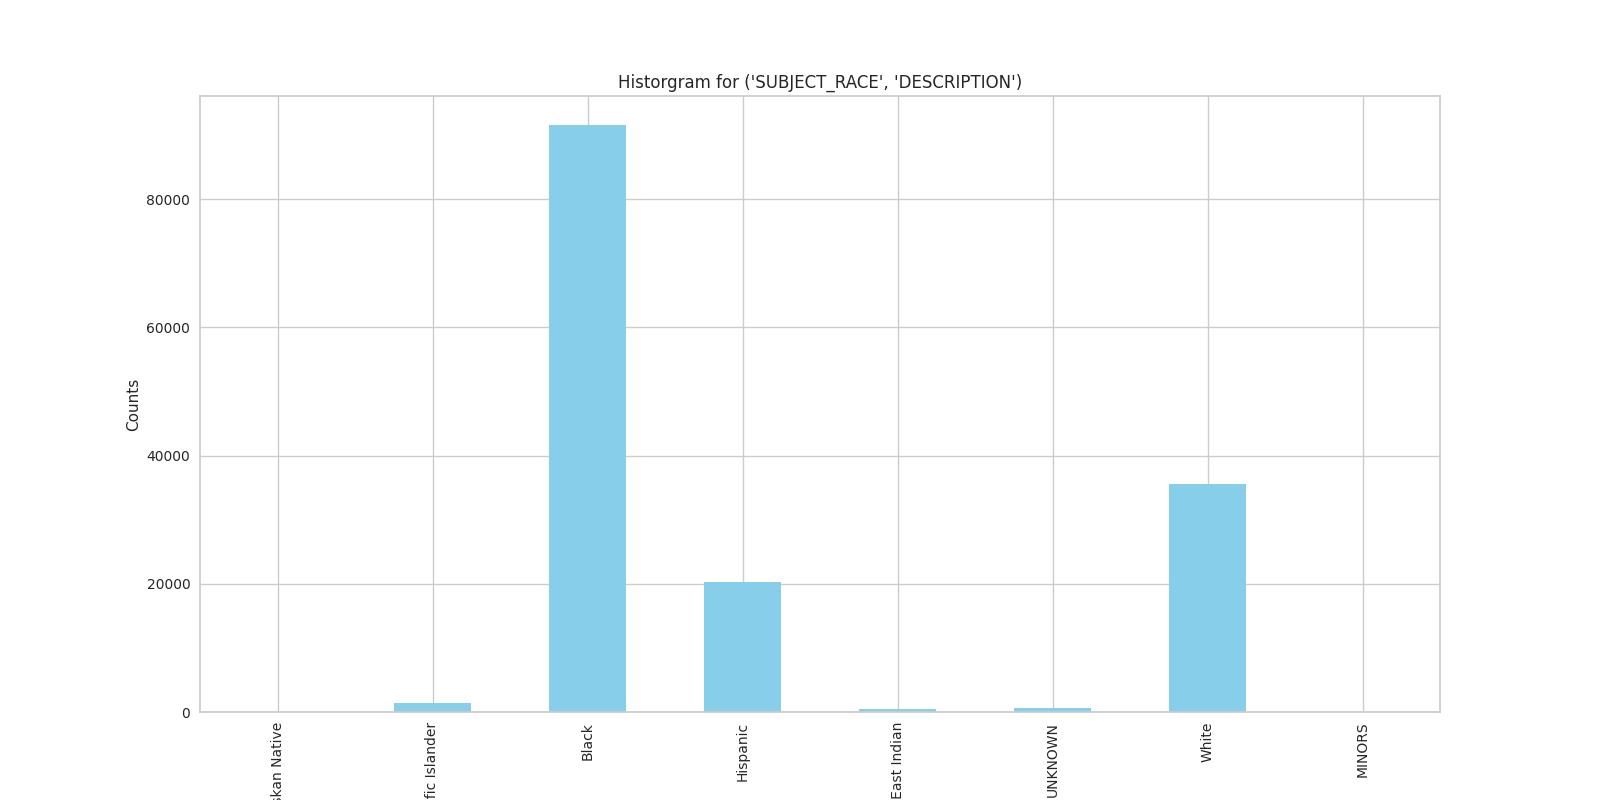 Historgram for ('SUBJECT_RACE', 'DESCRIPTION')
Counts
80000
60000
40000
20000
0
skan Native
fic Islander
Black
Hispanic
East Indian
UNKNOWN
White
MINORS